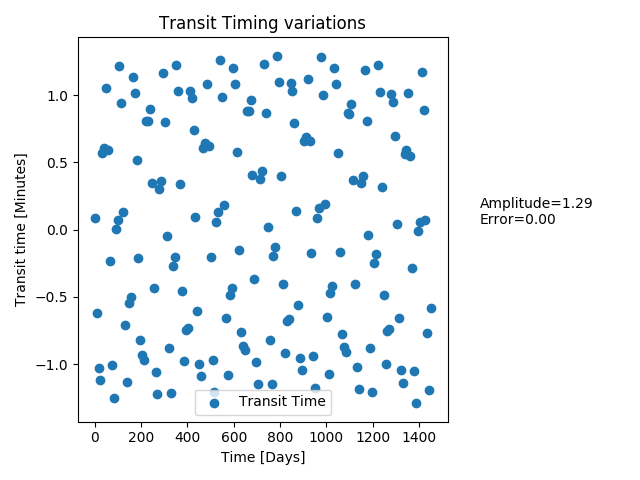 Transit Timing variations
Transit time [Minutes]
1.0
0.5
0.0
−0.5
−1.0
Amplitude=1.29
Error=0.00
Transit Time
0 200 400 600 800 1000 1200 1400
Time [Days]